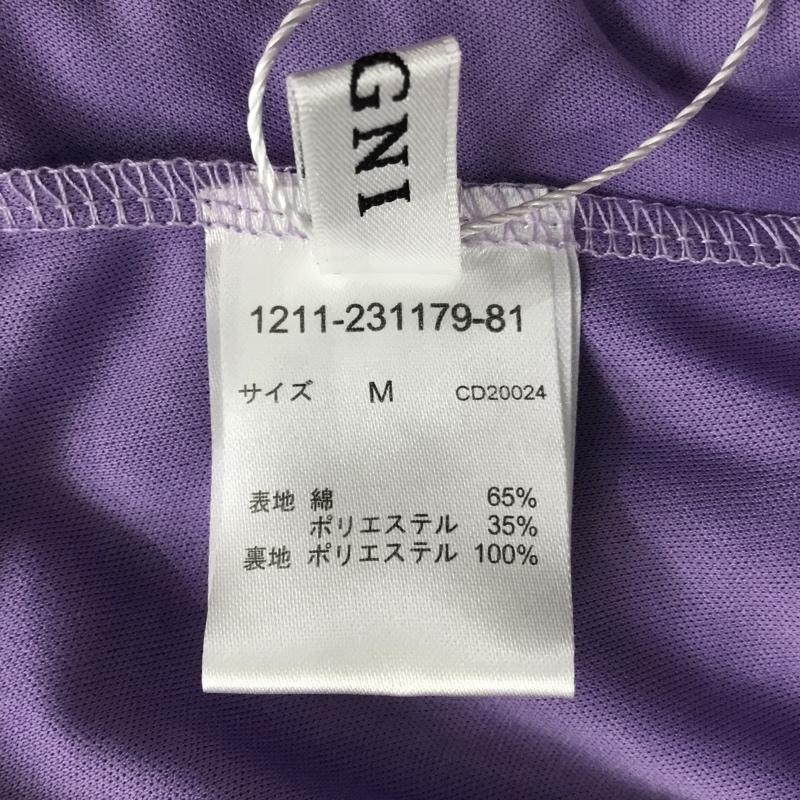 GNI
1211-231179-81
サイズ M CD20024
表地 綿 65%
ポリエステル 35%
裏地 ポリエステル 100%